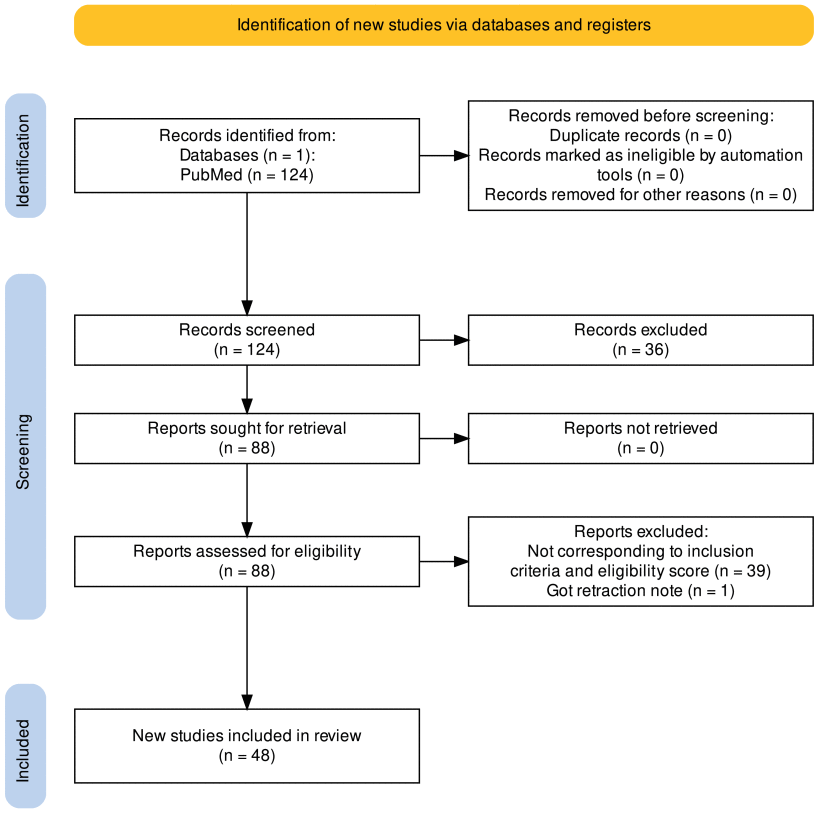 Identification of new studies via databases and registers
Identification
Records identified from:
Databases (n = 1):
PubMed (n = 124)
Records removed before screening:
Duplicate records (n = 0)
Records marked as ineligible by automation
tools (n = 0)
Records removed for other reasons (n = 0)
Screening
Records screened
(n = 124)
Records excluded
(n = 36)
Reports sought for retrieval
(n = 88)
Reports not retrieved
(n = 0)
Reports assessed for eligibility
(n = 88)
Reports excluded:
Not corresponding to inclusion
criteria and eligibility score (n = 39)
Got retraction note (n = 1)
Included
New studies included in review
(n = 48)